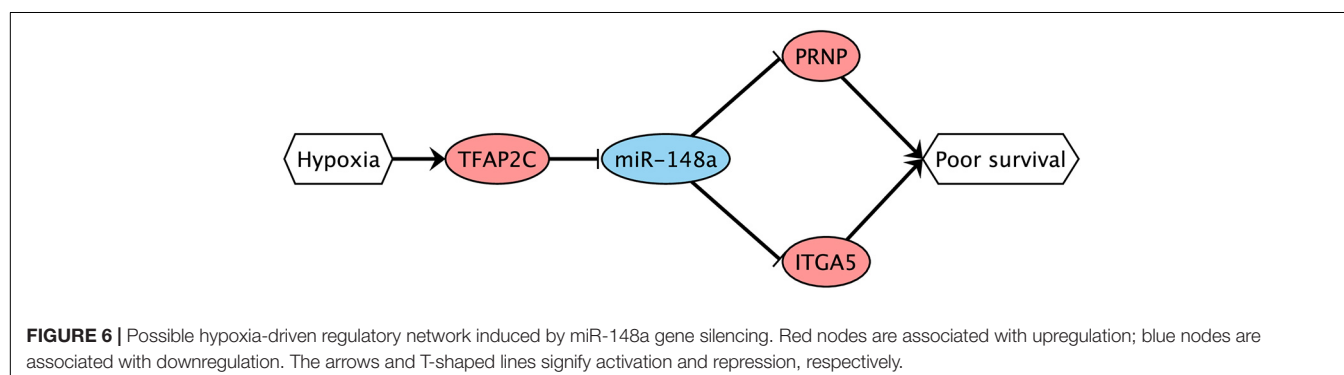 PRNP
Hypoxia
TFAP2C
miR-148a
Poor survival
ITGA5
FIGURE 6 | Possible hypoxia-driven regulatory network induced by miR-148a gene silencing. Red nodes are associated with upregulation; blue nodes are
associated with downregulation. The arrows and T-shaped lines signify activation and repression, respectively.